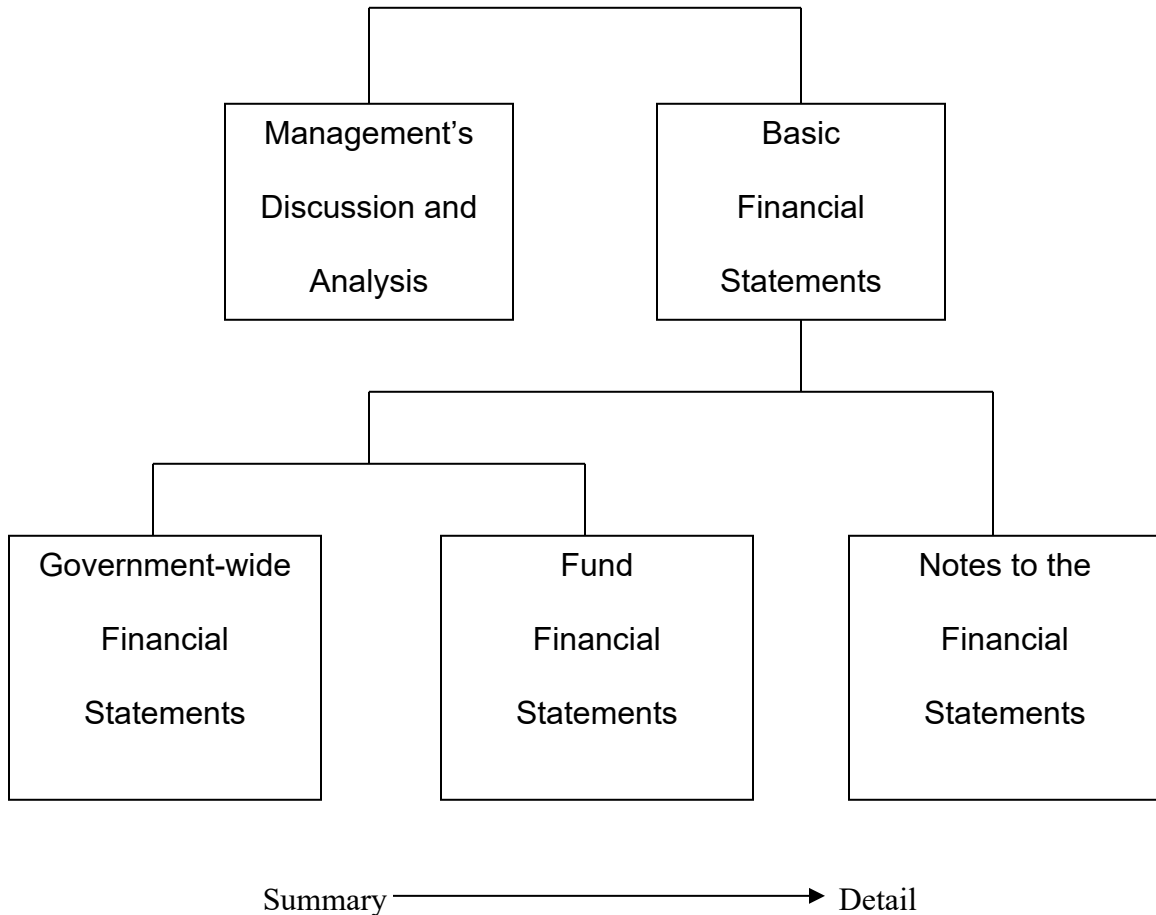 Management’s
Discussion and
Analysis
Basic
Financial
Statements
Government-wide
Financial
Statements
Fund
Financial
Statements
Notes to the
Financial
Statements
Summary
Detail